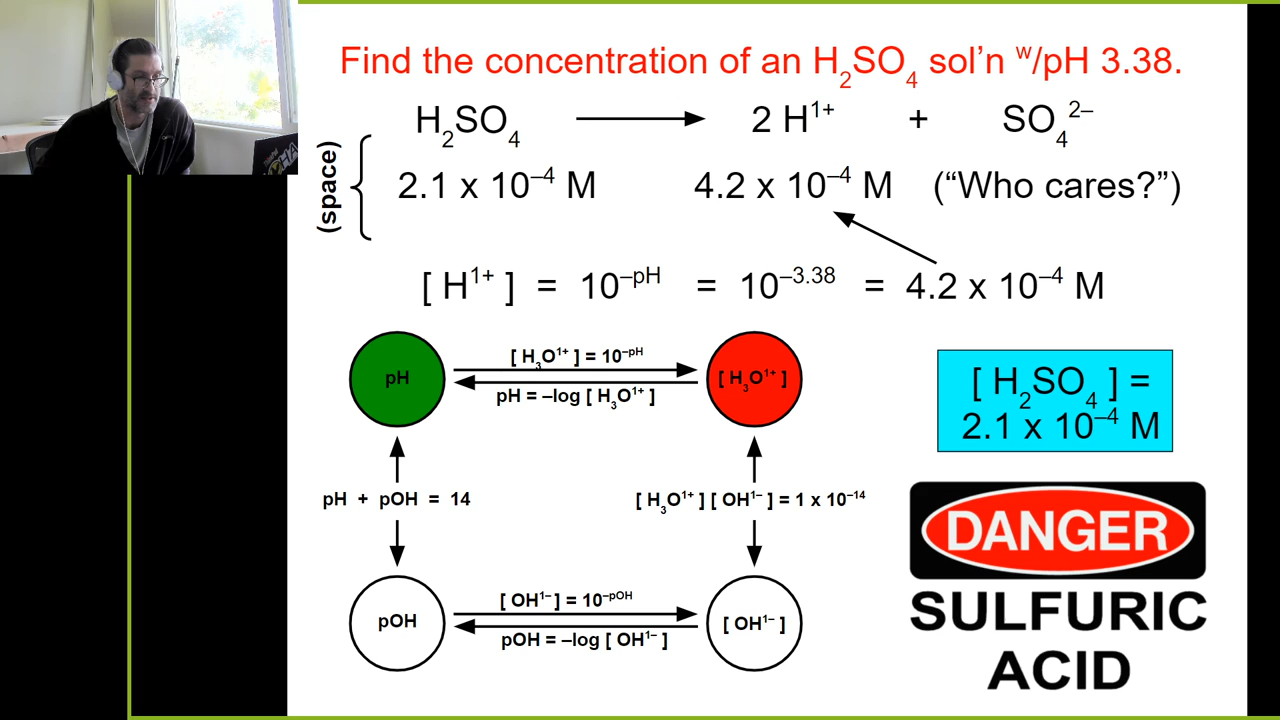 Find the concentration of an H₂SO₄ sol’n ʷ/pH 3.38.
H₂SO₄ → 2 H¹⁺ + SO₄²⁻
(space) { 2.1 x 10⁻⁴ M 4.2 x 10⁻⁴ M (“Who cares?”)
[ H¹⁺ ] = 10⁻ᵖᴴ = 10⁻³·³⁸ = 4.2 x 10⁻⁴ M
pH
[ H₃O¹⁺ ] = 10⁻ᵖᴴ
pH = –log [ H₃O¹⁺ ]
[ H₃O¹⁺ ]
pH + pOH = 14
[ H₃O¹⁺ ] [ OH¹⁻ ] = 1 x 10⁻¹⁴
pOH
[ OH¹⁻ ] = 10⁻ᵖᴼᴴ
pOH = –log [ OH¹⁻ ]
[ OH¹⁻ ]
[ H₂SO₄ ] =
2.1 x 10⁻⁴ M
DANGER
SULFURIC
ACID